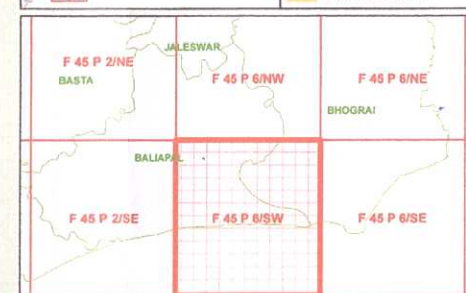 JALESWAR
F 45 P 2/NE
BASTA
F 45 P 6/NW
F 45 P 6/NE
BHOGRAI
BALIAPAL
F 45 P 2/SE
F 45 P 6/SW
F 45 P 6/SE